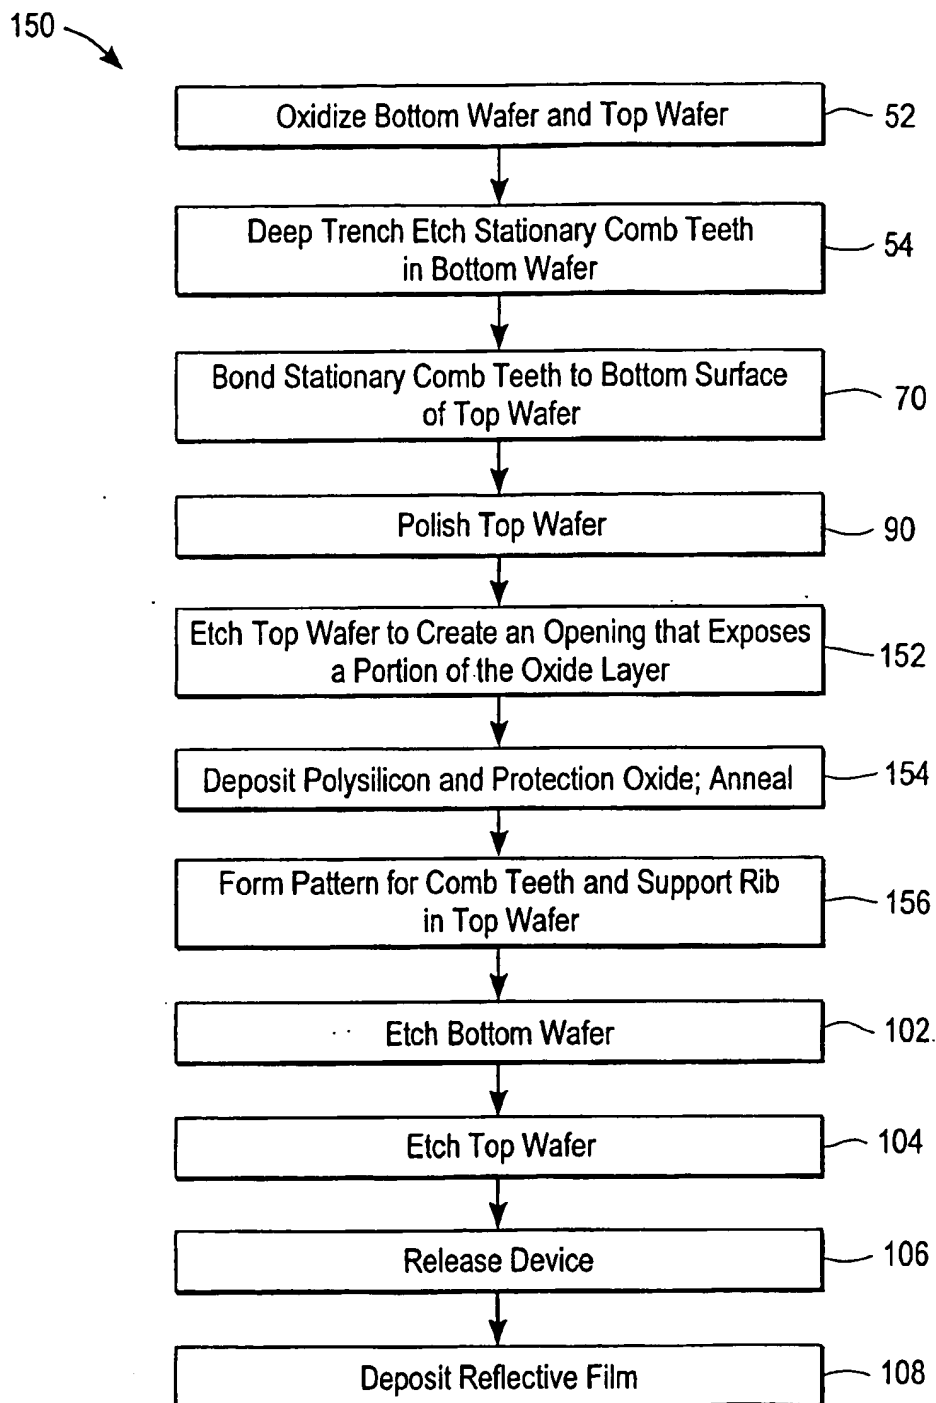 150
Oxidize Bottom Wafer and Top Wafer
52
Deep Trench Etch Stationary Comb Teeth
in Bottom Wafer
54
Bond Stationary Comb Teeth to Bottom Surface
of Top Wafer
70
Polish Top Wafer
90
Etch Top Wafer to Create an Opening that Exposes
a Portion of the Oxide Layer
152
Deposit Polysilicon and Protection Oxide; Anneal
154
Form Pattern for Comb Teeth and Support Rib
in Top Wafer
156
Etch Bottom Wafer
102
Etch Top Wafer
104
Release Device
106
Deposit Reflective Film
108